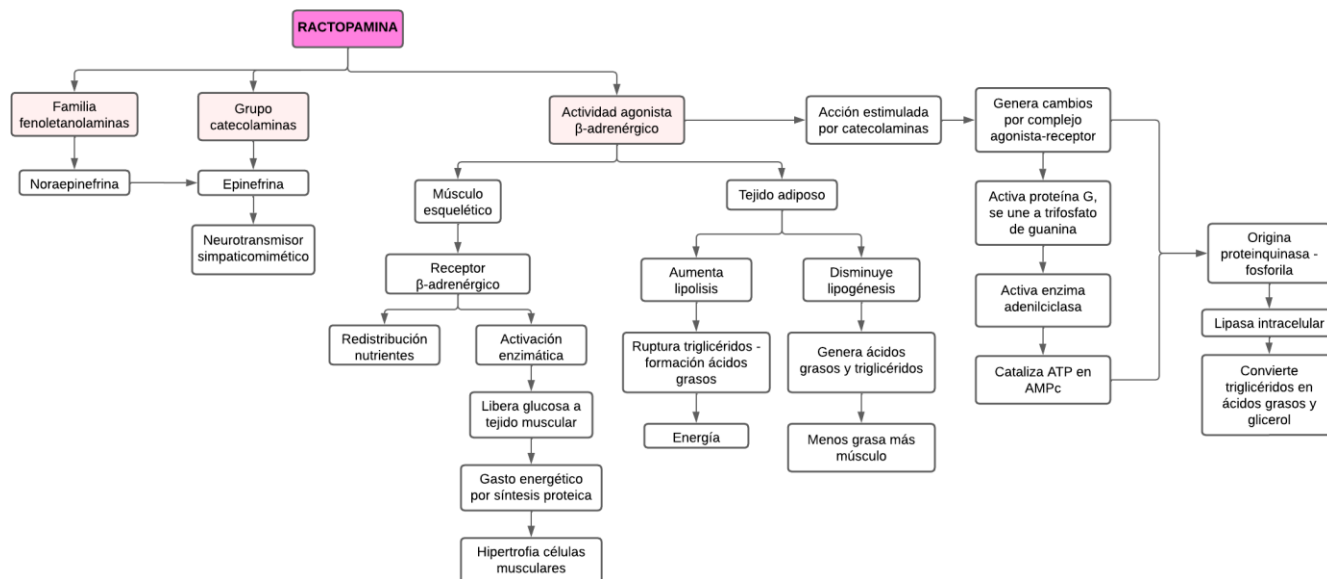 RACTOPAMINA
Familia
fenoletanolaminas
Grupo
catecolaminas
Actividad agonista
β-adrenérgico
Acción estimulada
por catecolaminas
Genera cambios
por complejo
agonista-receptor
Noraepinefrina
Epinefrina
Neurotransmisor
simpaticomimético
Músculo
esquelético
Tejido adiposo
Receptor
β-adrenérgico
Redistribución
nutrientes
Activación
enzimática
Libera glucosa a
tejido muscular
Gasto energético
por síntesis proteica
Hipertrofia células
musculares
Aumenta
lipolisis
Ruptura triglicéridos -
formación ácidos
grasos
Energía
Disminuye
lipogénesis
Genera ácidos
grasos y triglicéridos
Menos grasa más
músculo
Activa proteína G,
se une a trifosfato
de guanina
Activa enzima
adenilciclasa
Cataliza ATP en
AMPc
Origina
proteinquinasa -
fosforila
Lipasa intracelular
Convierte
triglicéridos en
ácidos grasos y
glicerol